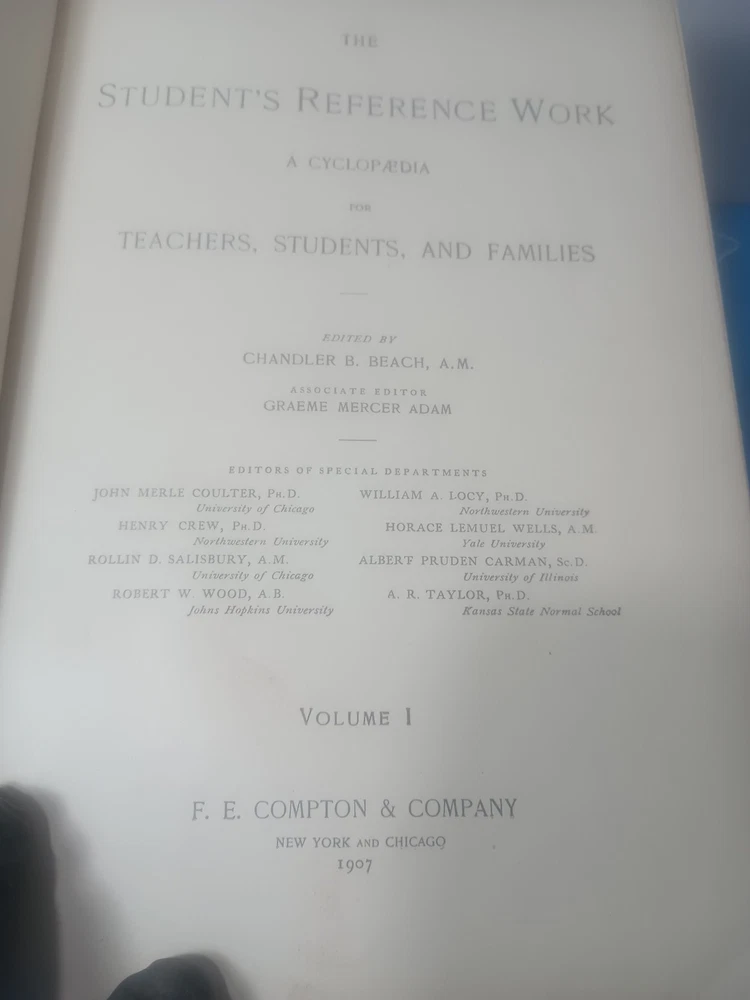 THE
STUDENT'S REFERENCE WORK
A CYCLOPÆDIA
FOR
TEACHERS, STUDENTS, AND FAMILIES
EDITED BY
CHANDLER B. BEACH, A.M.
ASSOCIATE EDITOR
GRAEME MERCER ADAM
EDITORS OF SPECIAL DEPARTMENTS
JOHN MERLE COULTER, PH.D.
University of Chicago
HENRY CREW, PH.D.
Northwestern University
ROLLIN D. SALISBURY, A.M.
University of Chicago
ROBERT W. WOOD, A.B.
Johns Hopkins University
WILLIAM A. LOCY, PH.D.
Northwestern University
HORACE LEMUEL WELLS, A.M.
Yale University
ALBERT PRUDEN CARMAN, Sc.D.
University of Illinois
A. R. TAYLOR, PH.D.
Kansas State Normal School
VOLUME I
F. E. COMPTON & COMPANY
NEW YORK AND CHICAGO
1907